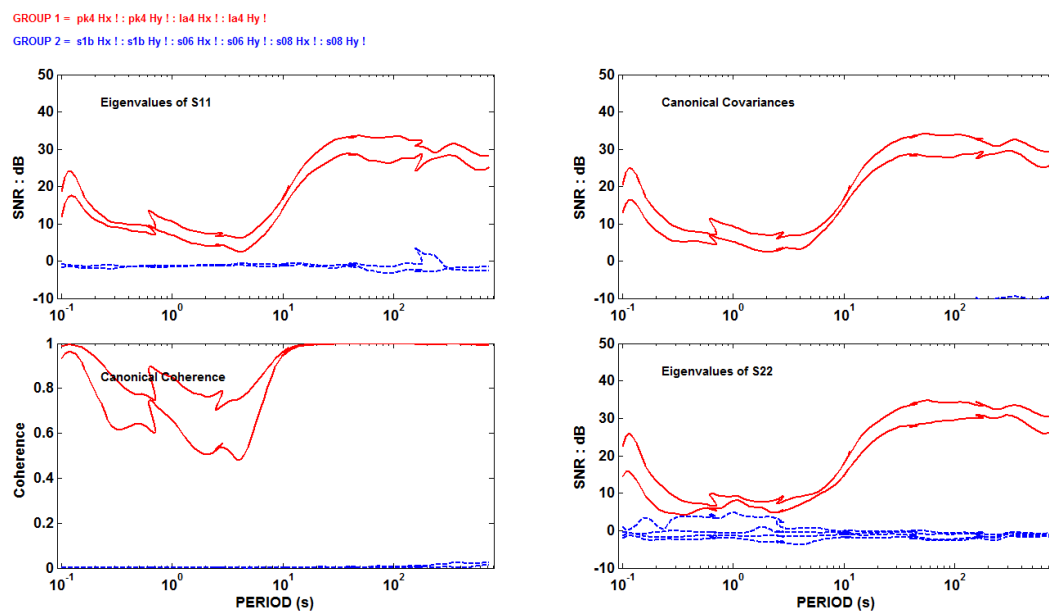 GROUP 1 = pk4 Hx ! : pk4 Hy ! : la4 Hx ! : la4 Hy !
GROUP 2 = s1b Hx ! : s1b Hy ! : s06 Hx ! : s06 Hy ! : s08 Hx ! : s08 Hy !
50
40
30
20
10
0
-10
SNR : dB
Eigenvalues of S11
10^-1 10^0 10^1 10^2
50
40
30
20
10
0
-10
SNR : dB
Canonical Covariances
10^-1 10^0 10^1 10^2
1
0.8
0.6
0.4
0.2
0
Coherence
Canonical Coherence
10^-1 10^0 10^1 10^2
PERIOD (s)
50
40
30
20
10
0
-10
SNR : dB
Eigenvalues of S22
10^-1 10^0 10^1 10^2
PERIOD (s)